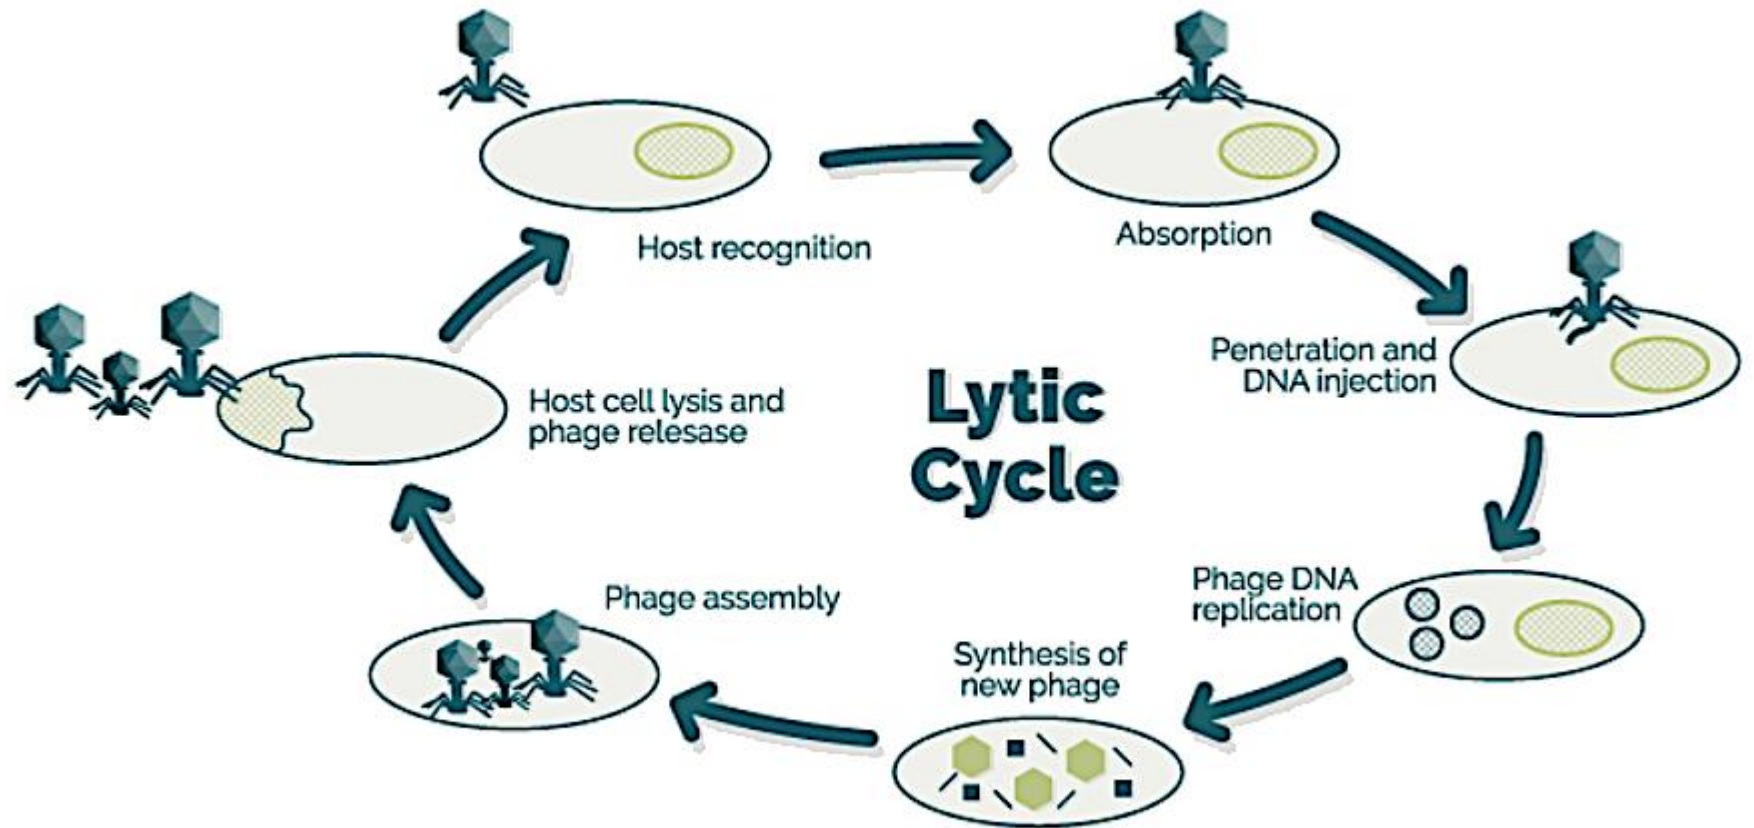 Host recognition
Absorption
Penetration and
DNA injection
Phage DNA
replication
Synthesis of
new phage
Phage assembly
Host cell lysis and
phage relesase
Lytic
Cycle